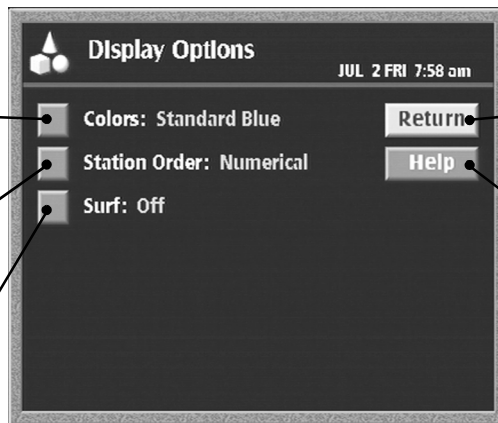 Display Options
JUL 2 FRI 7:58 am
Colors: Standard Blue
Return
Station Order: Numerical
Help
Surf: Off